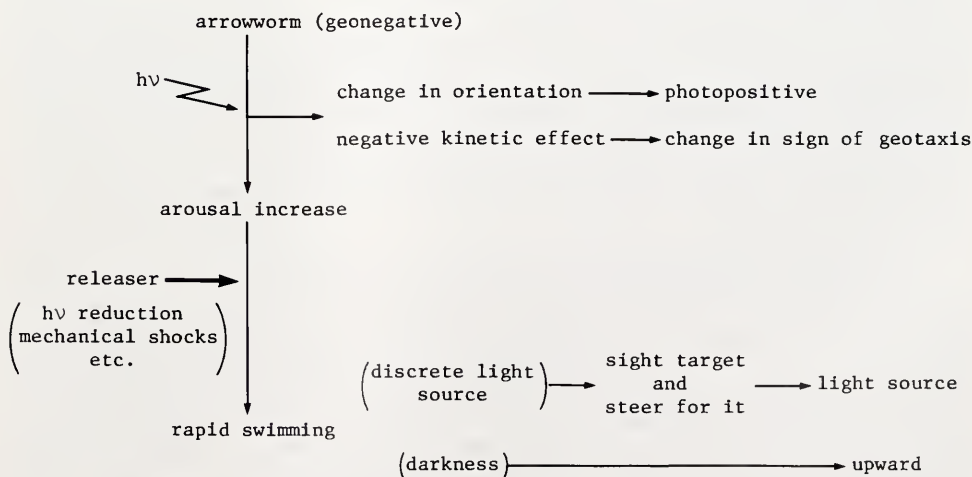 arrowworm (geonegative)
hν
change in orientation
photopositive
negative kinetic effect
change in sign of geotaxis
arousal increase
releaser
(hν reduction
mechanical shocks
etc.)
(discrete light
source)
sight target
and
steer for it
light source
rapid swimming
(darkness)
upward